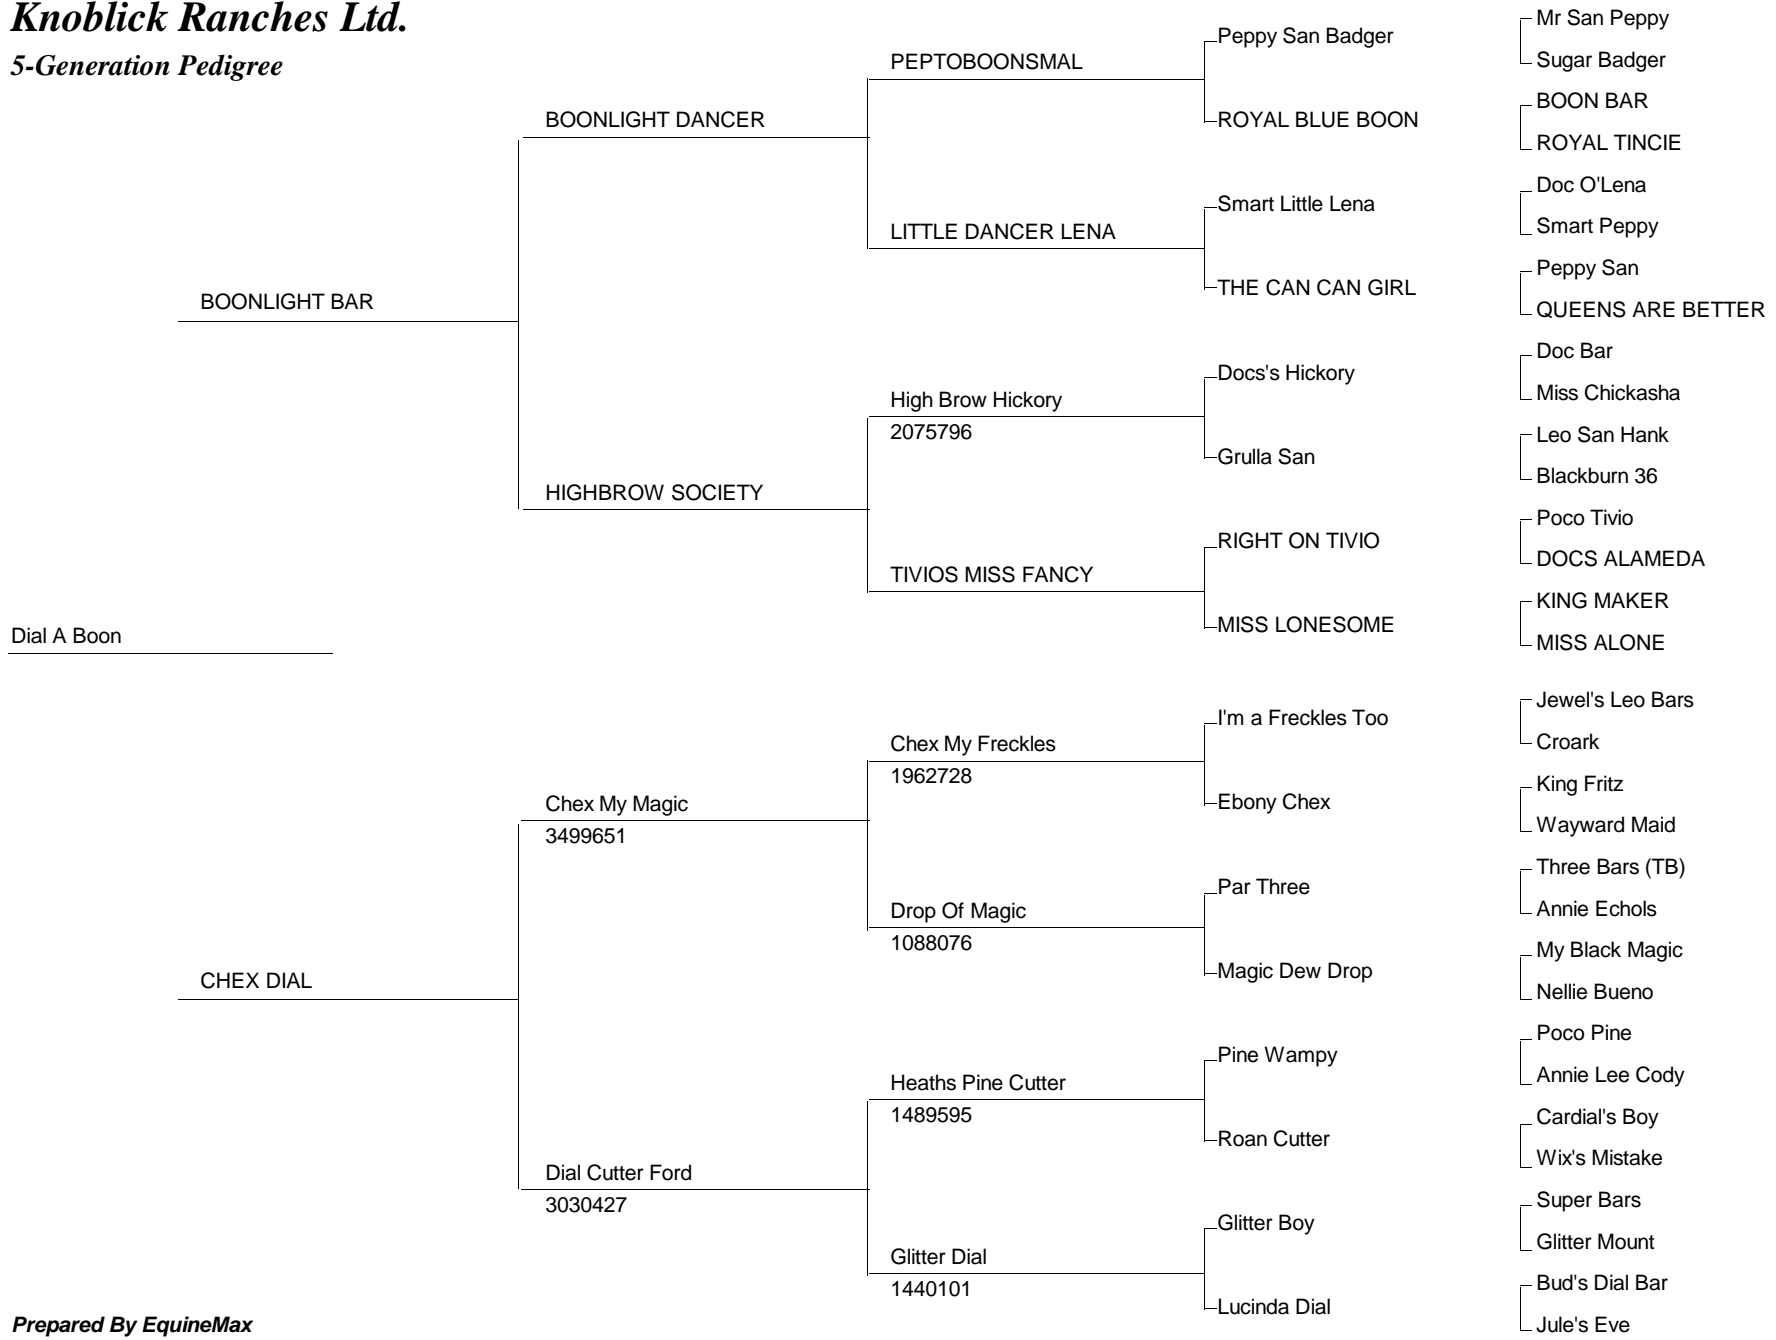 Knoblick Ranches Ltd.
5-Generation Pedigree
Dial A Boon
BOONLIGHT BAR
CHEX DIAL
BOONLIGHT DANCER
HIGHBROW SOCIETY
Chex My Magic
3499651
Dial Cutter Ford
3030427
PEPTOBOONSMAL
LITTLE DANCER LENA
High Brow Hickory
2075796
TIVIOS MISS FANCY
Chex My Freckles
1962728
Drop Of Magic
1088076
Heaths Pine Cutter
1489595
Glitter Dial
1440101
Peppy San Badger
ROYAL BLUE BOON
Smart Little Lena
THE CAN CAN GIRL
Docs's Hickory
Grulla San
RIGHT ON TIVIO
MISS LONESOME
I'm a Freckles Too
Ebony Chex
Par Three
Magic Dew Drop
Pine Wampy
Roan Cutter
Glitter Boy
Lucinda Dial
Mr San Peppy
Sugar Badger
BOON BAR
ROYAL TINCIE
Doc O'Lena
Smart Peppy
Peppy San
QUEENS ARE BETTER
Doc Bar
Miss Chickasha
Leo San Hank
Blackburn 36
Poco Tivio
DOCS ALAMEDA
KING MAKER
MISS ALONE
Jewel's Leo Bars
Croark
King Fritz
Wayward Maid
Three Bars (TB)
Annie Echols
My Black Magic
Nellie Bueno
Poco Pine
Annie Lee Cody
Cardial's Boy
Wix's Mistake
Super Bars
Glitter Mount
Bud's Dial Bar
Jule's Eve
Prepared By EquineMax